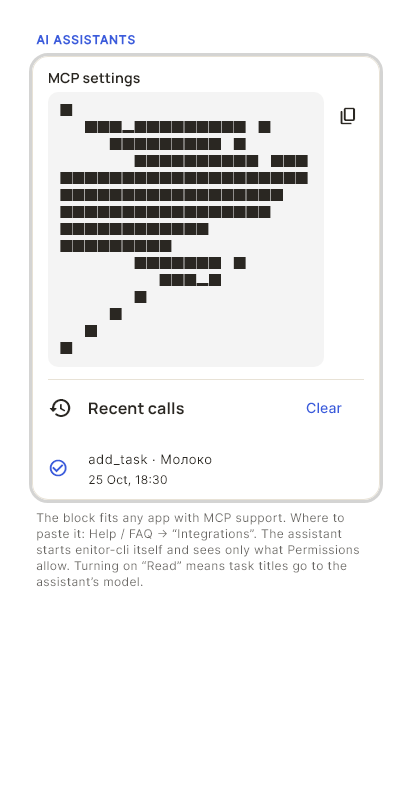 AI ASSISTANTS
MCP settings
Recent calls
Clear
add_task · Молоко
25 Oct, 18:30
The block fits any app with MCP support. Where to
paste it: Help / FAQ → “Integrations”. The assistant
starts enitor-cli itself and sees only what Permissions
allow. Turning on “Read” means task titles go to the
assistant’s model.